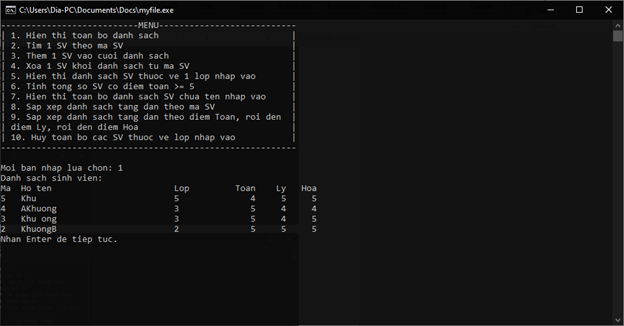 C:\Users\Dia-PC\Documents\Docs\myfile.exe
---------------------------MENU---------------------------
| 1. Hien thi toan bo danh sach |
| 2. Tim 1 SV theo ma SV |
| 3. Them 1 SV vao cuoi danh sach |
| 4. Xoa 1 SV khoi danh sach tu ma SV |
| 5. Hien thi danh sach SV thuoc ve 1 lop nhap vao |
| 6. Tinh tong so SV co diem toan >= 5 |
| 7. Hien thi toan bo danh sach SV chua ten nhap vao |
| 8. Sap xep danh sach tang dan theo ma SV |
| 9. Sap xep danh sach tang dan theo diem Toan, roi den |
| diem Ly, roi den diem Hoa |
| 10. Huy toan bo cac SV thuoc ve lop nhap vao |
----------------------------------------------------------
Moi ban nhap lua chon: 1
Danh sach sinh vien:
Ma Ho ten Lop Toan Ly Hoa
5 Khu 5 4 5 5
4 AKhuong 3 5 4 4
3 Khu ong 3 5 4 5
2 KhuongB 2 5 5 5
Nhan Enter de tiep tuc.